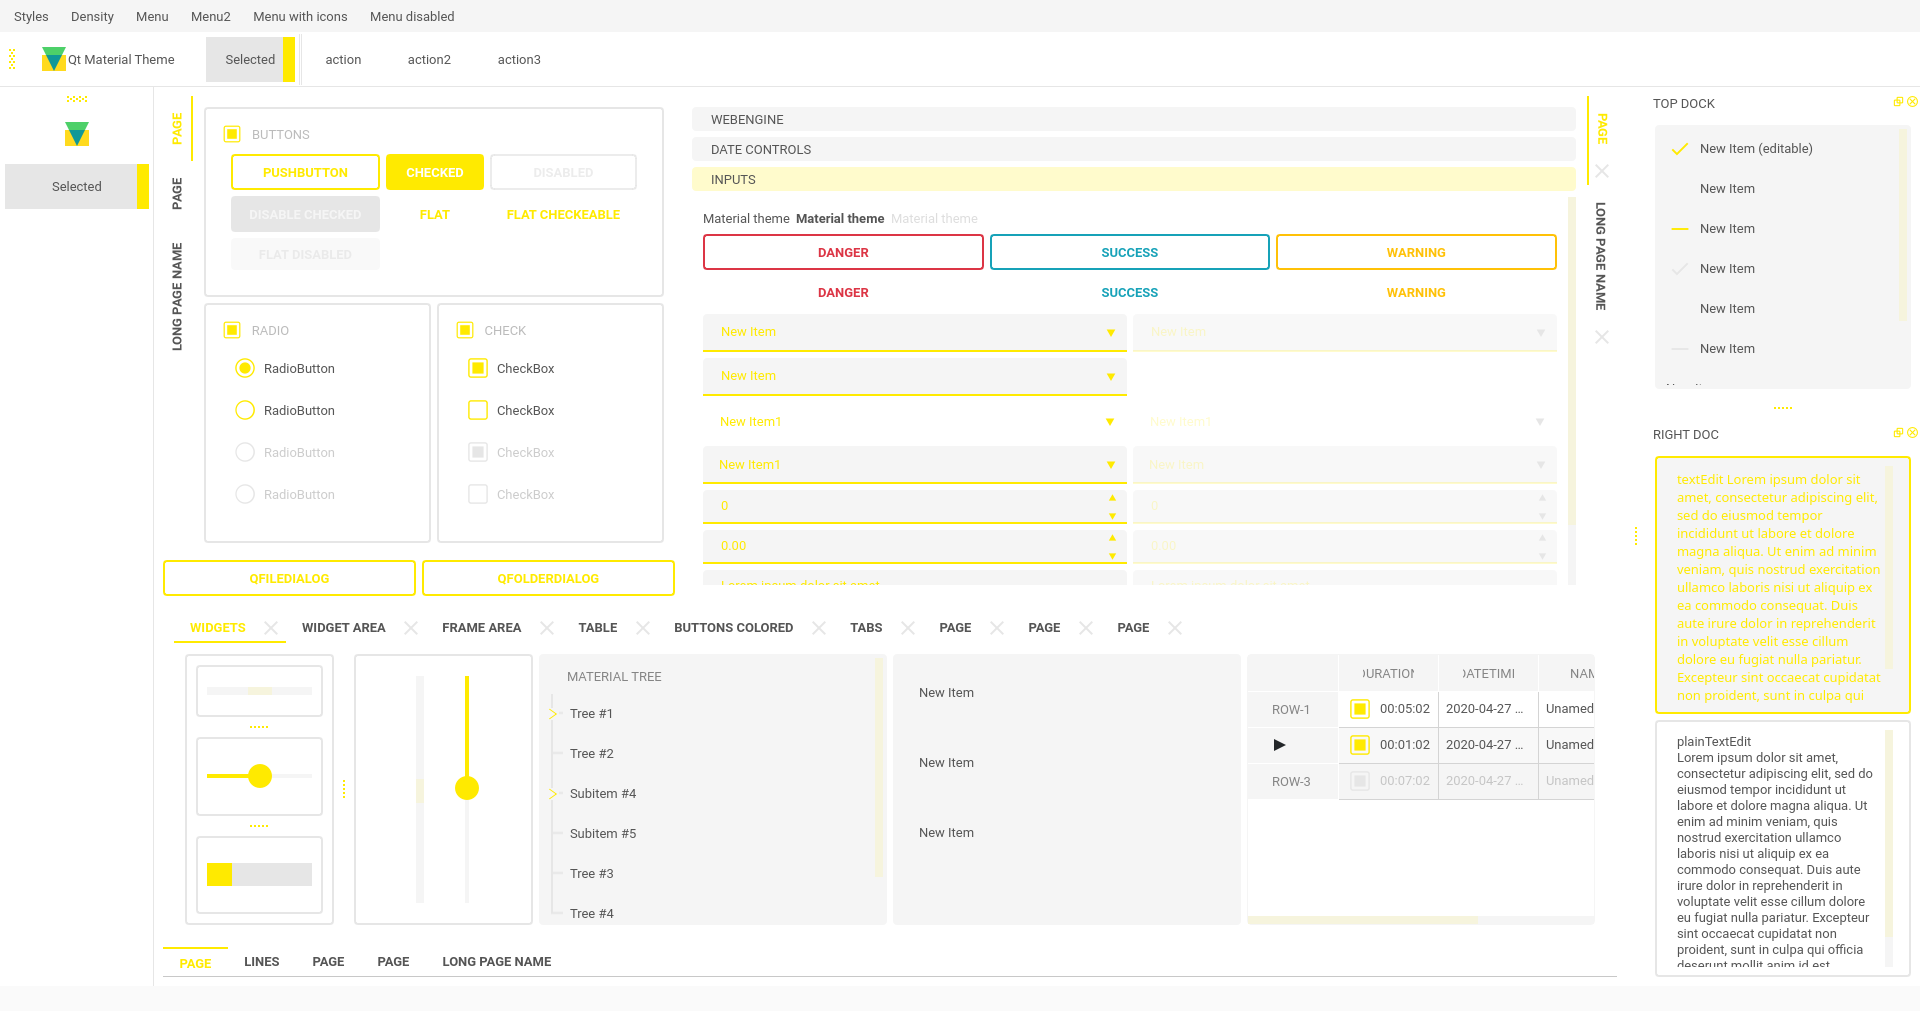 Styles Density Menu Menu2 Menu with icons Menu disabled
Qt Material Theme Selected action action2 action3
Selected
PAGE
PAGE
LONG PAGE NAME
BUTTONS
PUSHBUTTON CHECKED DISABLED
DISABLE CHECKED FLAT FLAT CHECKEABLE
FLAT DISABLED
RADIO
RadioButton
RadioButton
RadioButton
RadioButton
CHECK
CheckBox
CheckBox
CheckBox
CheckBox
QFILEDIALOG QFOLDERDIALOG
WEBENGINE
DATE CONTROLS
INPUTS
Material theme Material theme Material theme
DANGER SUCCESS WARNING
DANGER SUCCESS WARNING
New Item New Item
New Item
New Item1 New Item1
New Item1 New Item
0 0
0.00 0.00
Lorem ipsum dolor sit amet
PAGE
LONG PAGE NAME
WIDGETS WIDGET AREA FRAME AREA TABLE BUTTONS COLORED TABS PAGE PAGE PAGE
MATERIAL TREE
Tree #1
Tree #2
Subitem #4
Subitem #5
Tree #3
Tree #4
New Item
New Item
New Item
DURATION DATETIME NAM
ROW-1 00:05:02 2020-04-27 ... Unamed
00:01:02 2020-04-27 ... Unamed
ROW-3 00:07:02 2020-04-27 ... Unamed
PAGE LINES PAGE PAGE LONG PAGE NAME
TOP DOCK
New Item (editable)
New Item
New Item
New Item
New Item
New Item
RIGHT DOC
textEdit Lorem ipsum dolor sit
amet, consectetur adipiscing elit,
sed do eiusmod tempor
incididunt ut labore et dolore
magna aliqua. Ut enim ad minim
veniam, quis nostrud exercitation
ullamco laboris nisi ut aliquip ex
ea commodo consequat. Duis
aute irure dolor in reprehenderit
in voluptate velit esse cillum
dolore eu fugiat nulla pariatur.
Excepteur sint occaecat cupidatat
non proident, sunt in culpa qui
plainTextEdit
Lorem ipsum dolor sit amet,
consectetur adipiscing elit, sed do
eiusmod tempor incididunt ut
labore et dolore magna aliqua. Ut
enim ad minim veniam, quis
nostrud exercitation ullamco
laboris nisi ut aliquip ex ea
commodo consequat. Duis aute
irure dolor in reprehenderit in
voluptate velit esse cillum dolore
eu fugiat nulla pariatur. Excepteur
sint occaecat cupidatat non
proident, sunt in culpa qui officia
deserunt mollit anim id est